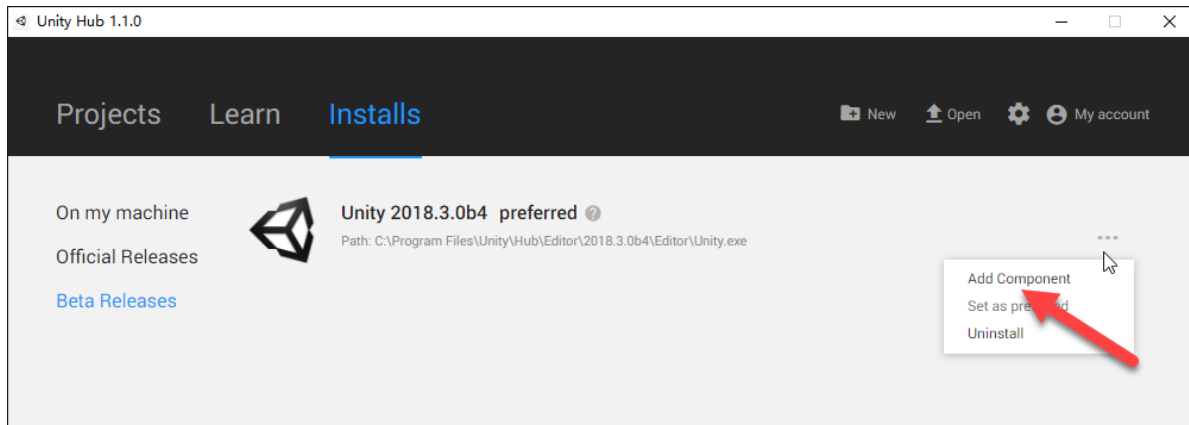 Unity Hub 1.1.0
Projects Learn Installs New Open My account
On my machine
Official Releases
Beta Releases
Unity 2018.3.0b4 preferred
Path: C:\Program Files\Unity\Hub\Editor\2018.3.0b4\Editor\Unity.exe
Add Component
Set as
Uninstall